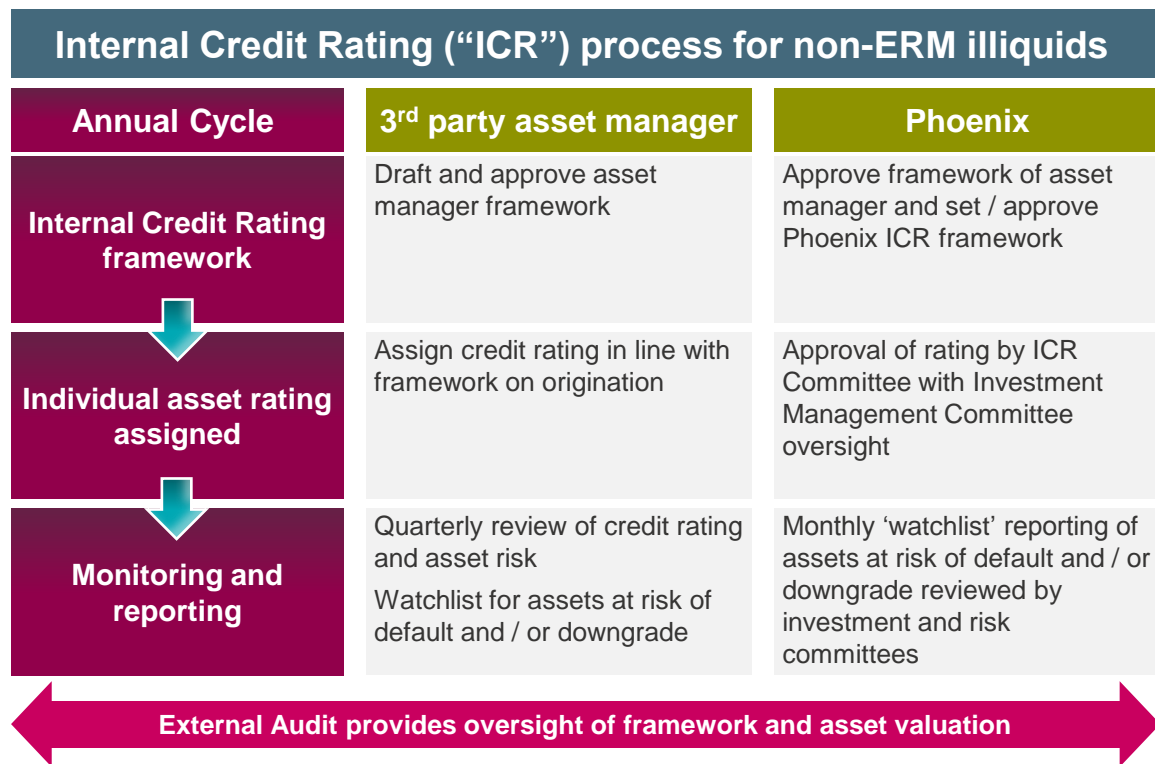 Internal Credit Rating (“ICR”) process for non-ERM illiquids
Annual Cycle
3rd party asset manager
Phoenix
Internal Credit Rating
framework
Draft and approve asset
manager framework
Approve framework of asset
manager and set / approve
Phoenix ICR framework
Individual asset rating
assigned
Assign credit rating in line with
framework on origination
Approval of rating by ICR
Committee with Investment
Management Committee
oversight
Monitoring and
reporting
Quarterly review of credit rating
and asset risk
Watchlist for assets at risk of
default and / or downgrade
Monthly ‘watchlist’ reporting of
assets at risk of default and / or
downgrade reviewed by
investment and risk
committees
External Audit provides oversight of framework and asset valuation